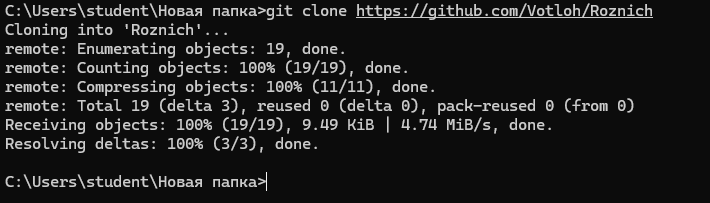 C:\Users\student\Новая папка>git clone https://github.com/Votloh/Roznich
Cloning into 'Roznich'...
remote: Enumerating objects: 19, done.
remote: Counting objects: 100% (19/19), done.
remote: Compressing objects: 100% (11/11), done.
remote: Total 19 (delta 3), reused 0 (delta 0), pack-reused 0 (from 0)
Receiving objects: 100% (19/19), 9.49 KiB | 4.74 MiB/s, done.
Resolving deltas: 100% (3/3), done.
C:\Users\student\Новая папка>